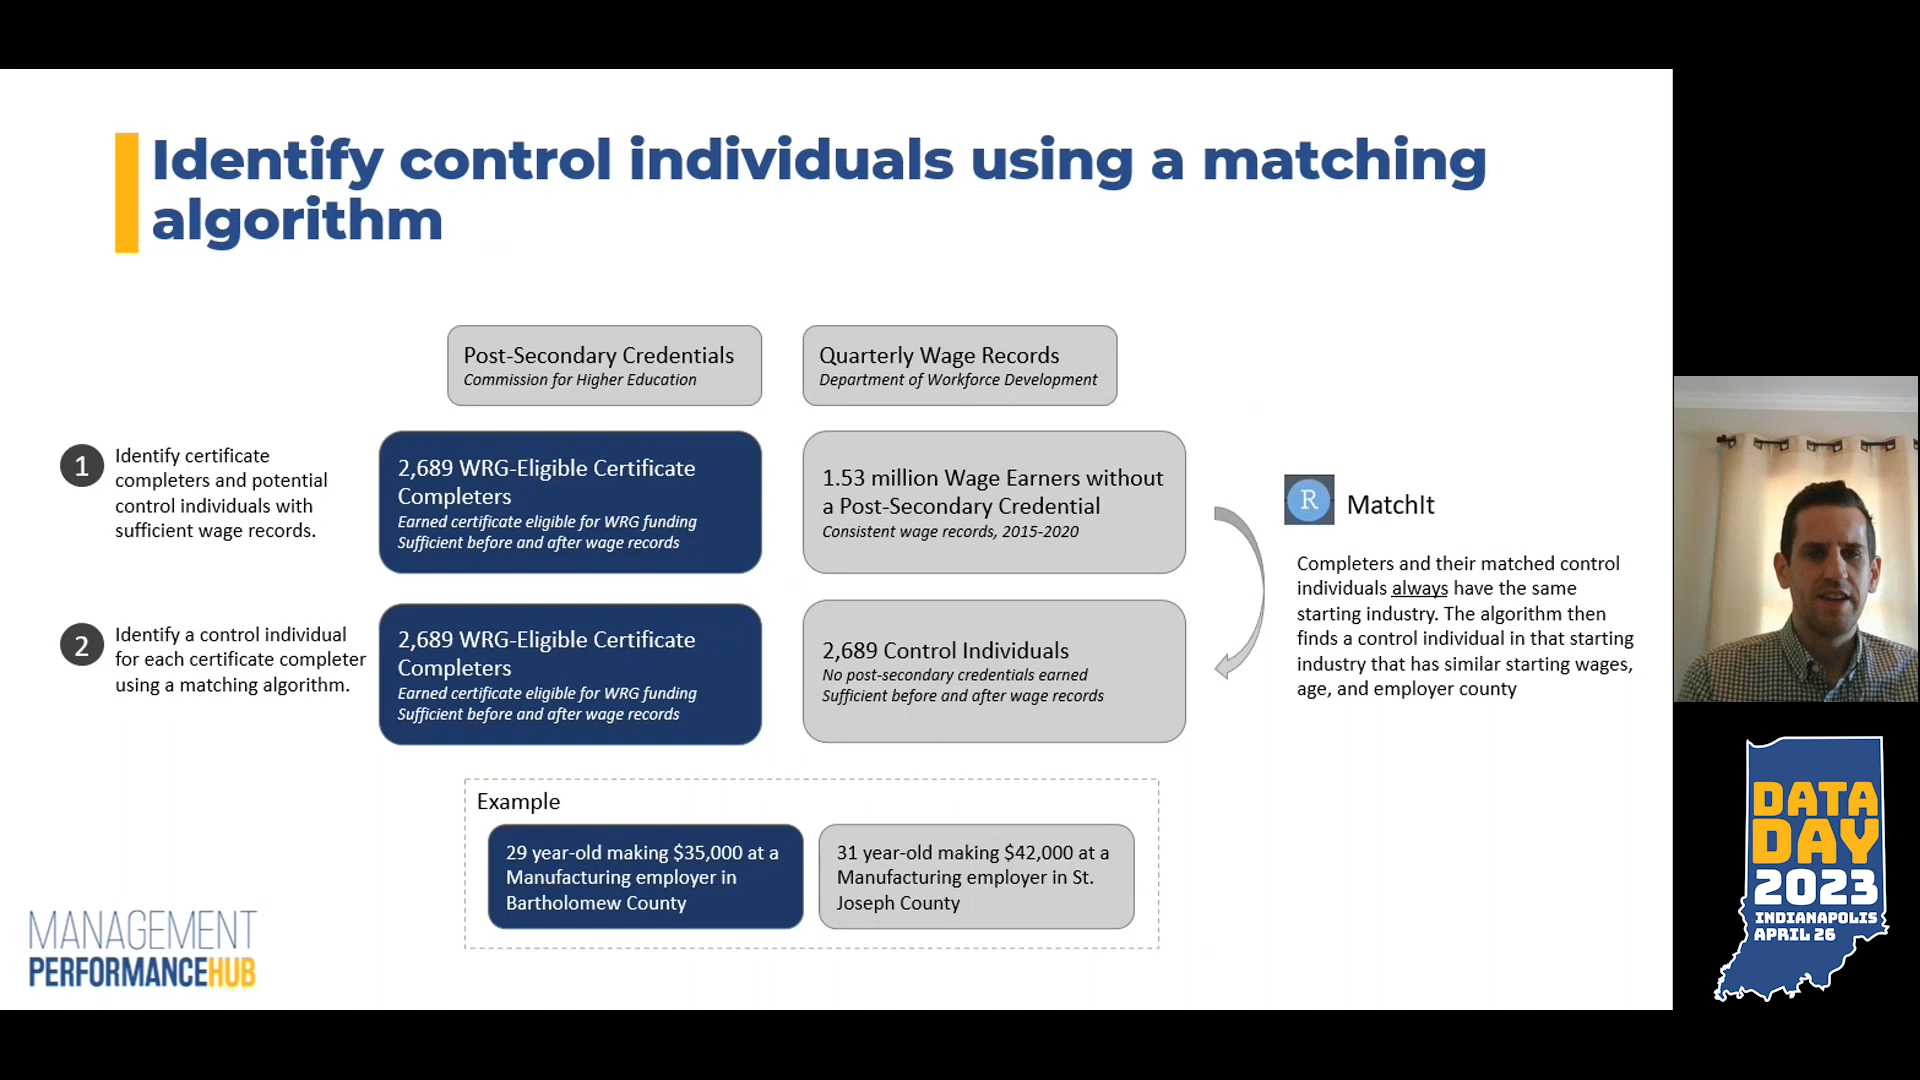 Identify control individuals using a matching
algorithm
Post-Secondary Credentials
Commission for Higher Education
Quarterly Wage Records
Department of Workforce Development
1
Identify certificate
completers and potential
control individuals with
sufficient wage records.
2,689 WRG-Eligible Certificate
Completers
Earned certificate eligible for WRG funding
Sufficient before and after wage records
1.53 million Wage Earners without
a Post-Secondary Credential
Consistent wage records, 2015-2020
R
MatchIt
Completers and their matched control
individuals always have the same
starting industry. The algorithm then
finds a control individual in that starting
industry that has similar starting wages,
age, and employer county
2
Identify a control individual
for each certificate completer
using a matching algorithm.
2,689 WRG-Eligible Certificate
Completers
Earned certificate eligible for WRG funding
Sufficient before and after wage records
2,689 Control Individuals
No post-secondary credentials earned
Sufficient before and after wage records
Example
29 year-old making $35,000 at a
Manufacturing employer in
Bartholomew County
31 year-old making $42,000 at a
Manufacturing employer in St.
Joseph County
MANAGEMENT
PERFORMANCEHUB
DATA
DAY
2023
INDIANAPOLIS
APRIL 26